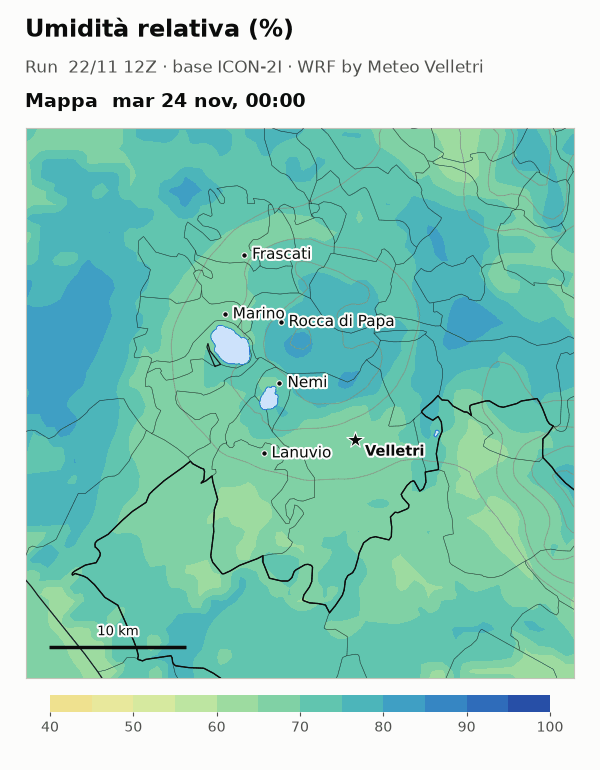 Umidità relativa (%)
Run  22/11 12Z · base ICON-2I · WRF by Meteo Velletri
Mappa  mar 24 nov, 00:00
Frascati
Marino
Rocca di Papa
Nemi
Velletri
Lanuvio
10 km
40 50 60 70 80 90 100